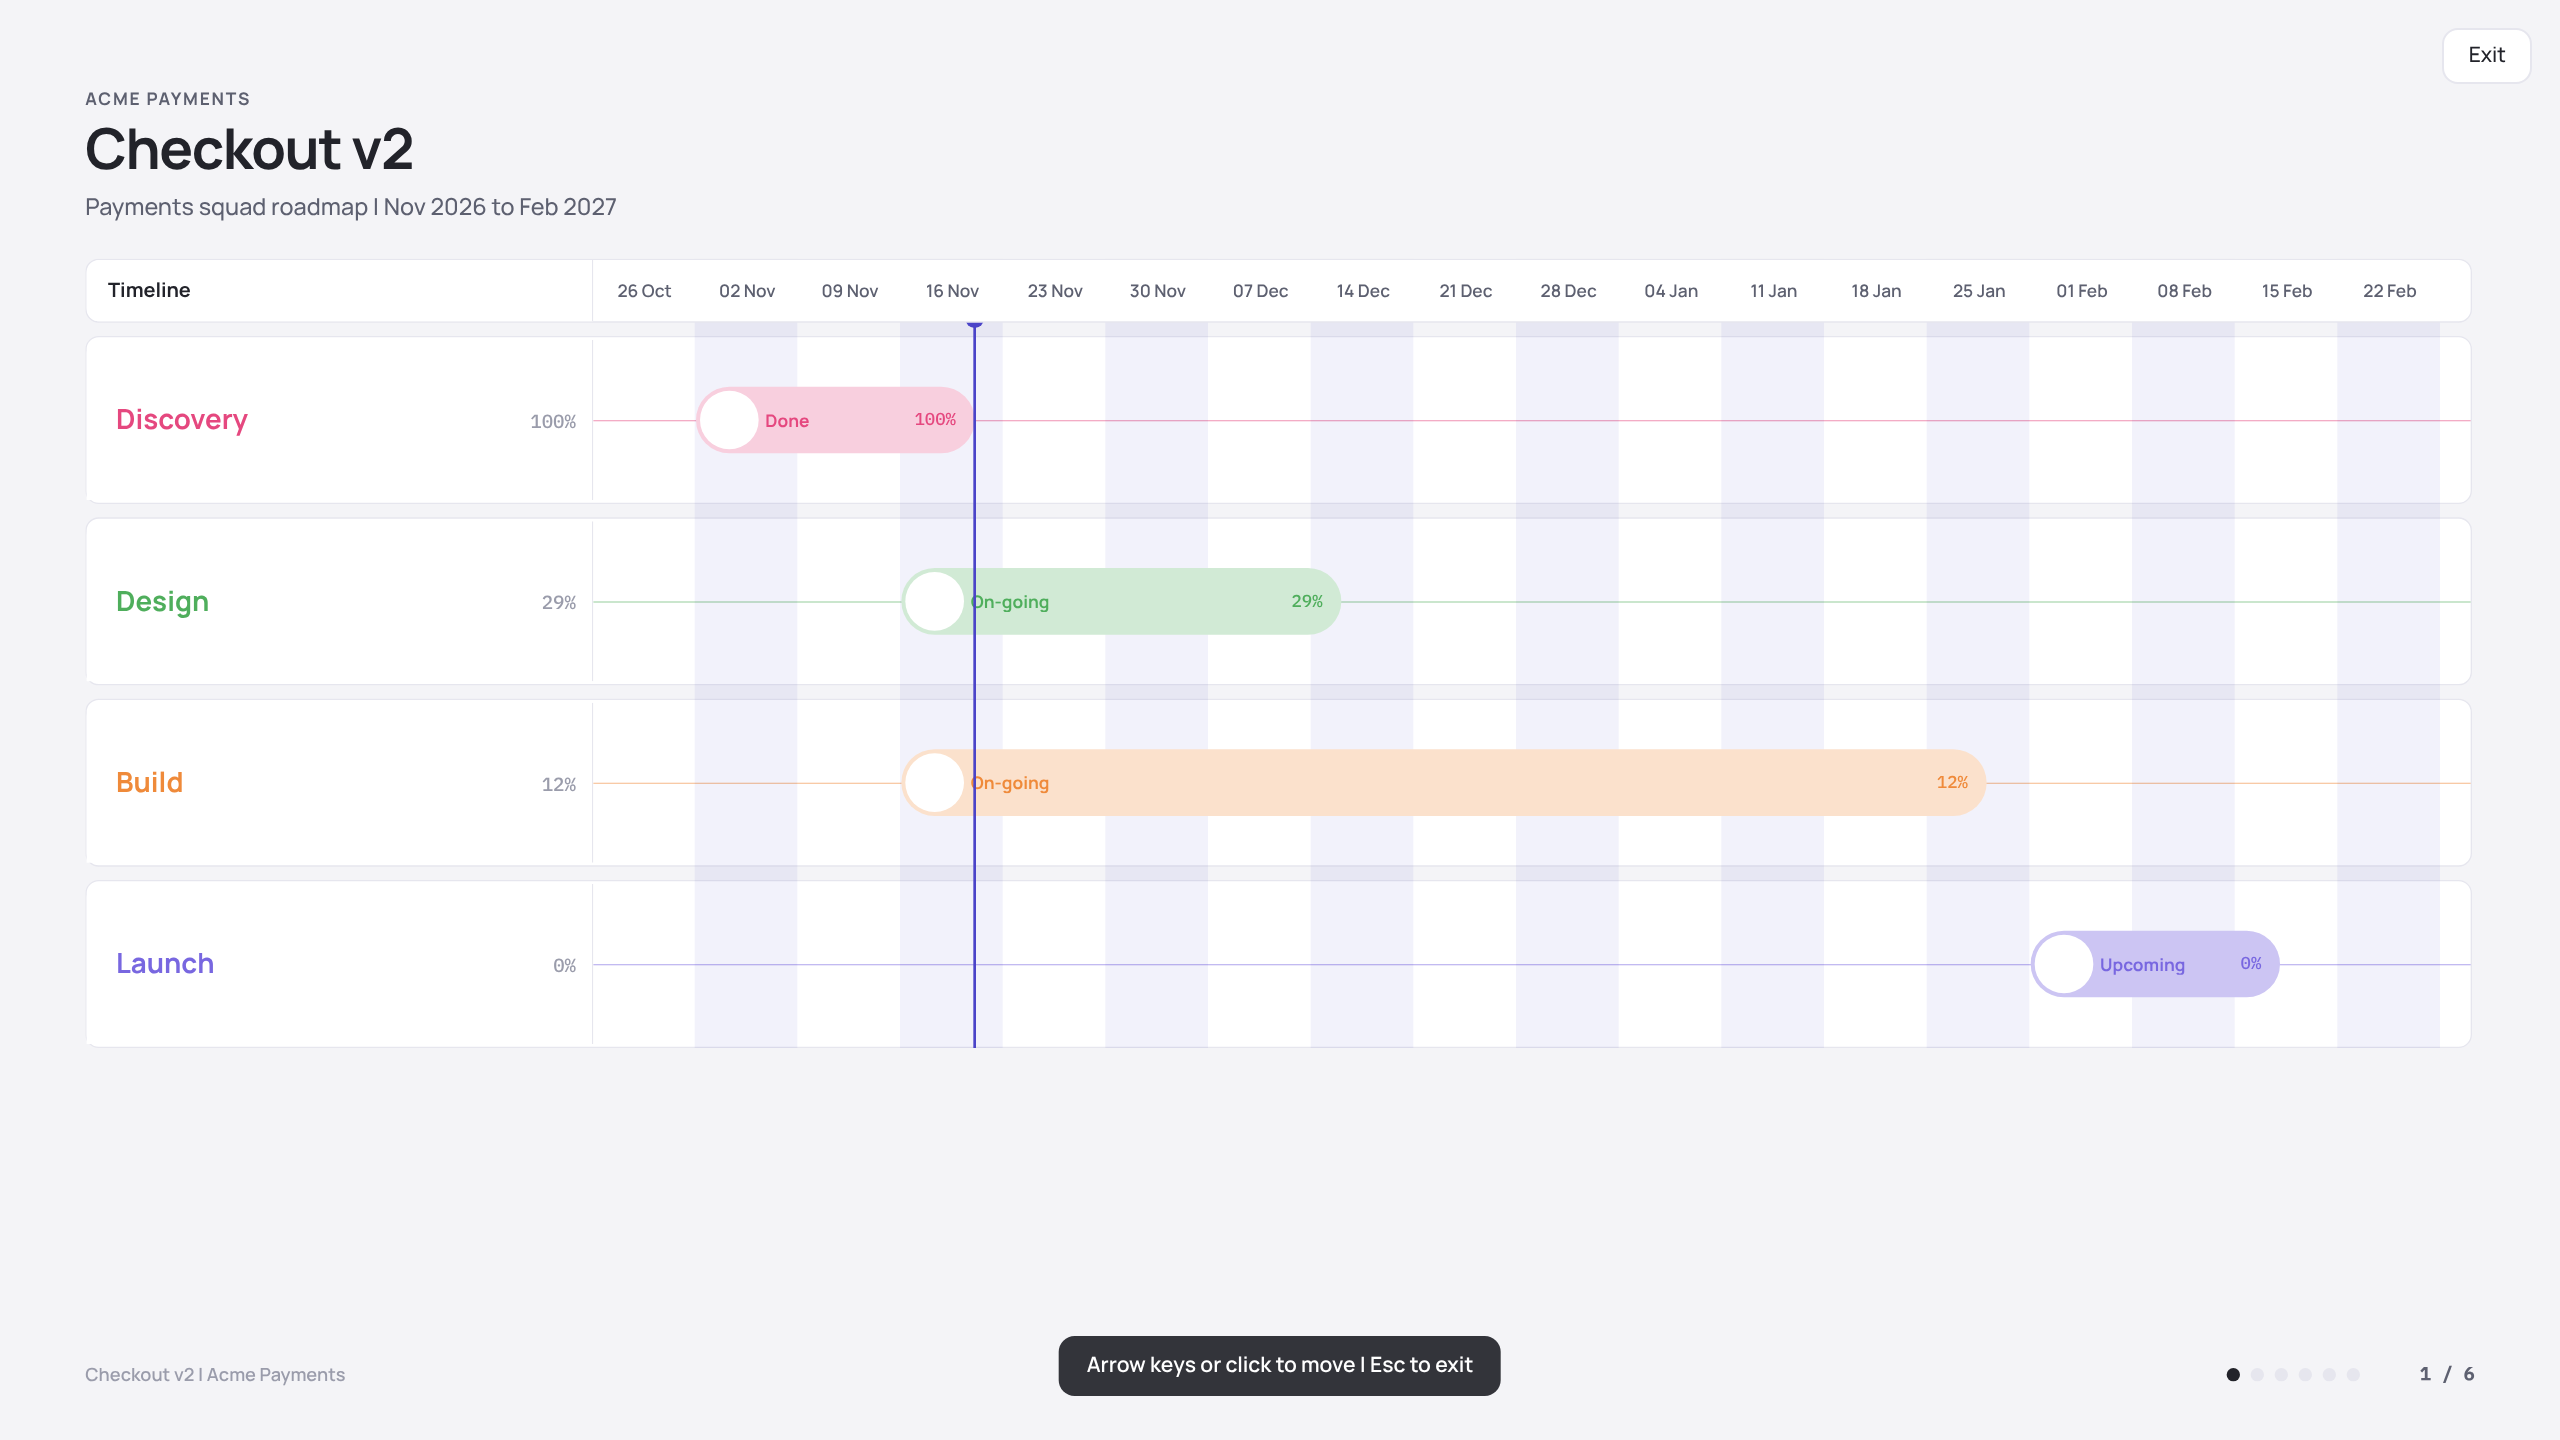 Exit
ACME PAYMENTS
Checkout v2
Payments squad roadmap | Nov 2026 to Feb 2027
Timeline 26 Oct 02 Nov 09 Nov 16 Nov 23 Nov 30 Nov 07 Dec 14 Dec 21 Dec 28 Dec 04 Jan 11 Jan 18 Jan 25 Jan 01 Feb 08 Feb 15 Feb 22 Feb
Discovery 100% Done 100%
Design 29% On-going 29%
Build 12% On-going 12%
Launch 0% Upcoming 0%
Checkout v2 | Acme Payments
Arrow keys or click to move | Esc to exit
1 / 6